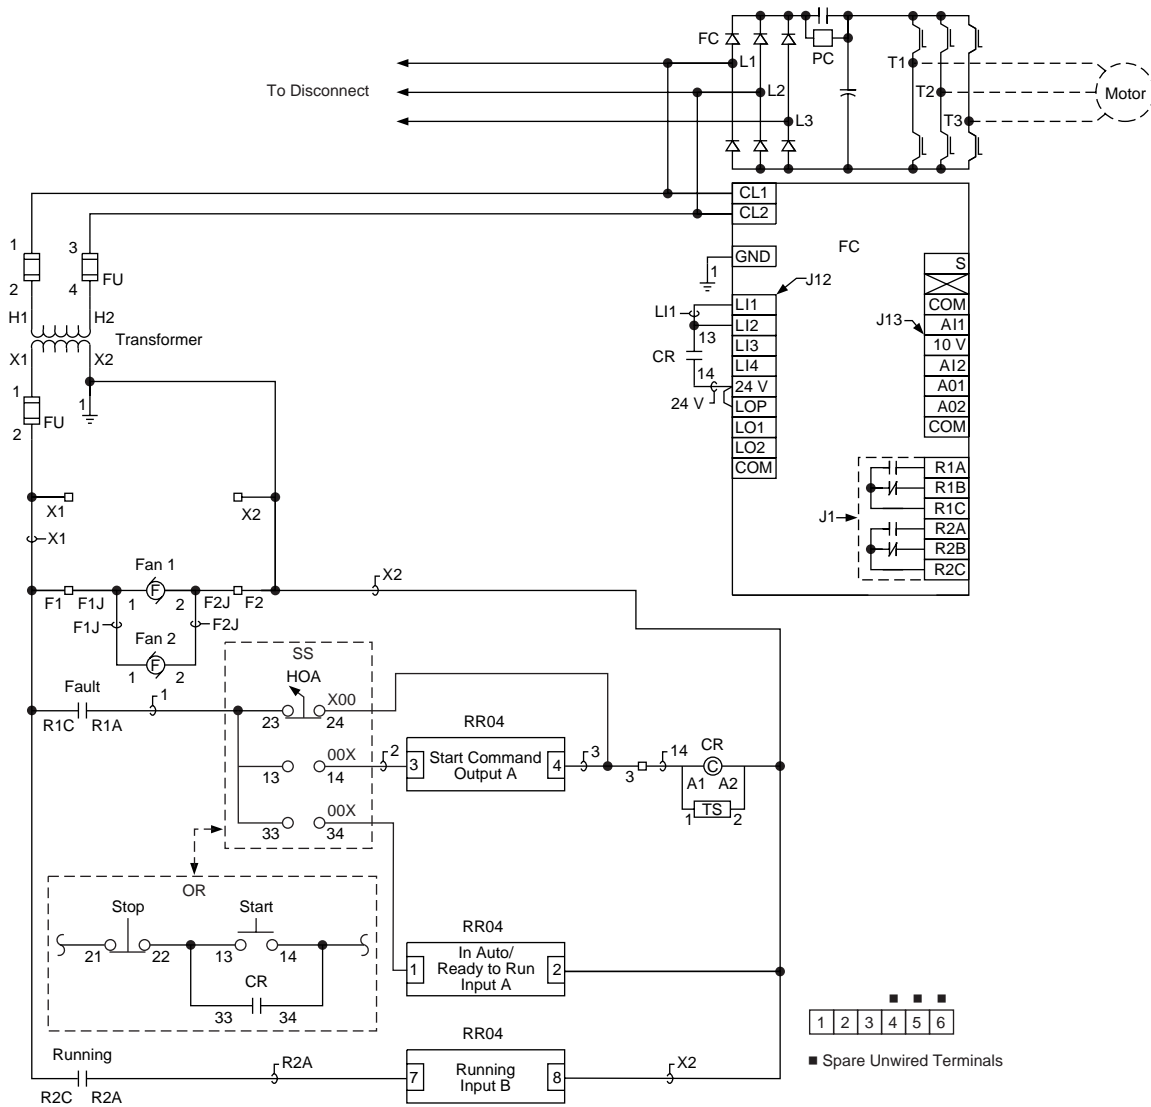 FC
PC
L1
T1
To Disconnect
L2
T2
Motor
L3
T3
CL1
CL2
1
3
FU
2
4
H1
H2
Transformer
X1
X2
1
1
FU
2
GND
1
FC
J12
S
LI1
LI1
COM
LI2
13
J13
AI1
CR
LI3
10 V
LI4
AI2
14
24 V
A01
24 V
LOP
A02
LO1
COM
LO2
COM
R1A
R1B
R1C
J1
R2A
R2B
R2C
X1
X2
X1
Fan 1
X2
F
F1
F1J
1
2
F2J
F2
F1J
F2J
Fan 2
F
1
2
SS
HOA
Fault
1
X00
R1C
R1A
23
24
RR04
00X
2
3
Start Command
Output A
4
3
14
CR
C
13
14
3
A1
A2
00X
TS
1
2
33
34
OR
Stop
Start
RR04
21
22
13
14
1
In Auto/
Ready to Run
Input A
2
CR
33
34
1
2
3
4
5
6
RR04
Running
R2A
7
Running
Input B
8
X2
Spare Unwired Terminals
R2C
R2A